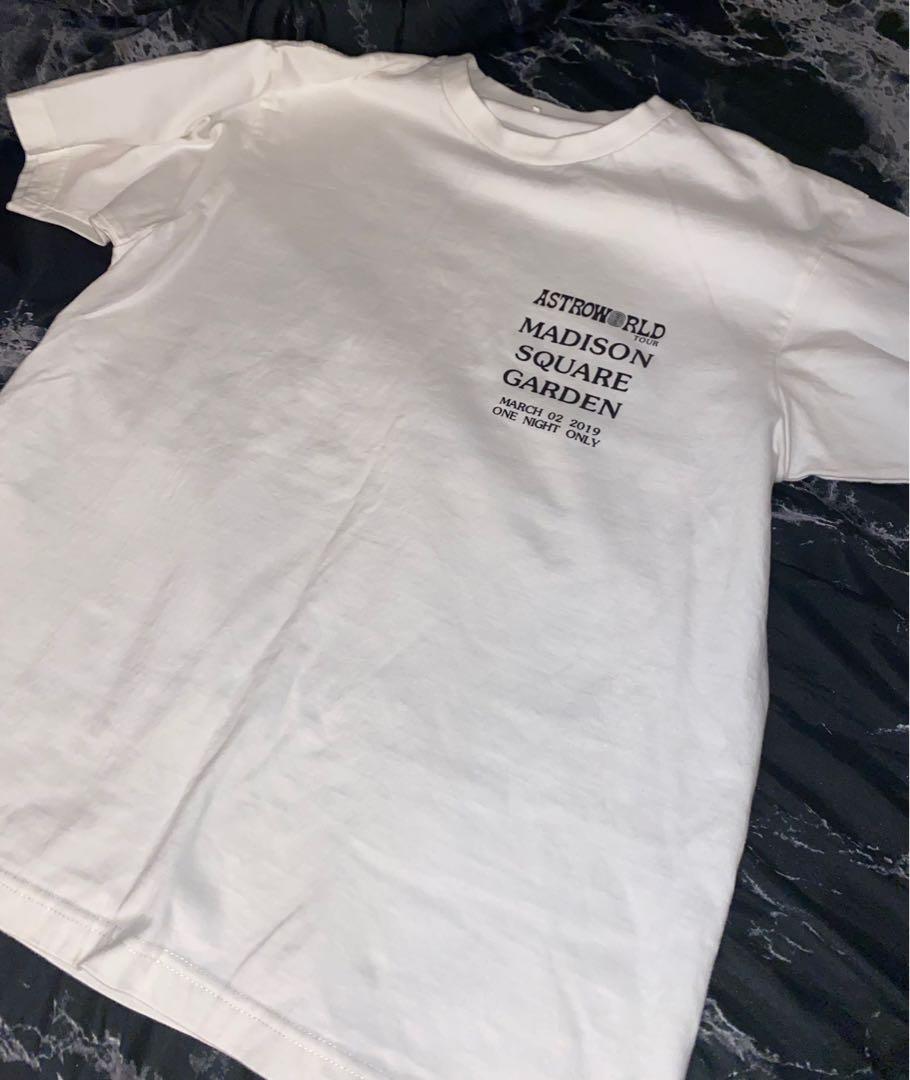 ASTROWORLD
TOUR
MADISON
SQUARE
GARDEN
MARCH 02 2019
ONE NIGHT ONLY